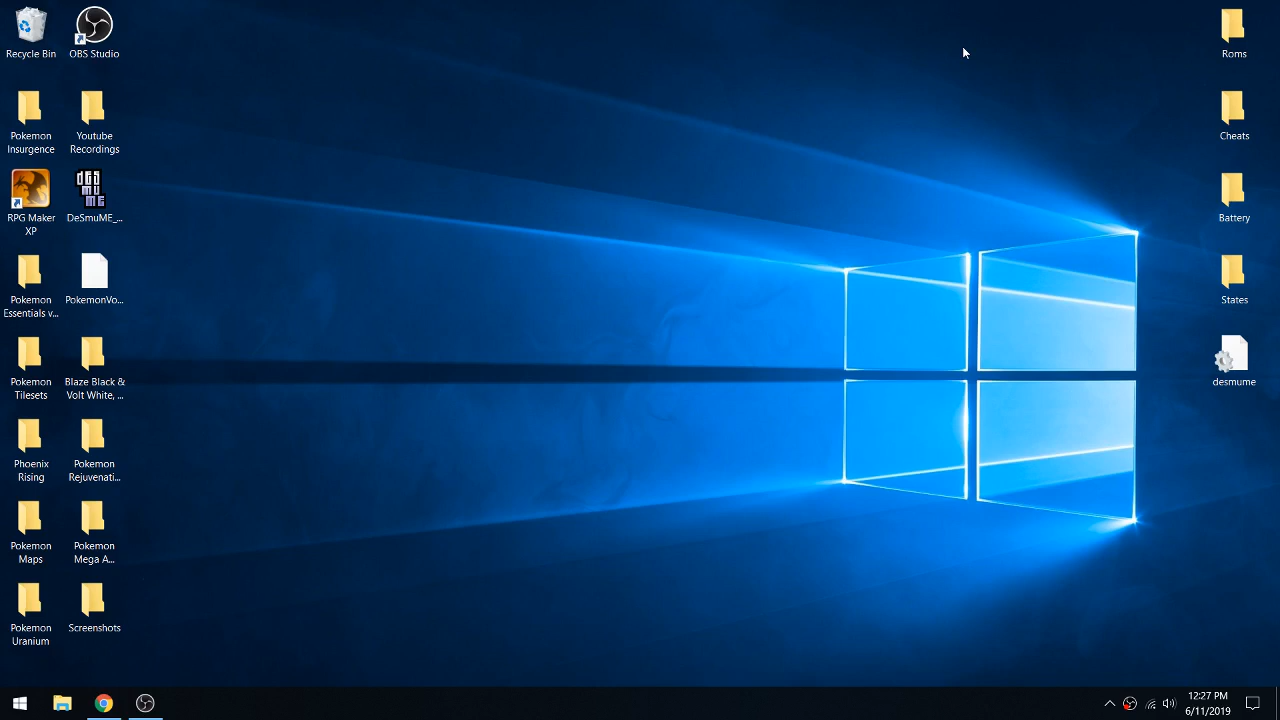 Recycle Bin
OBS Studio
Pokemon
Insurgence
Youtube
Recordings
RPG Maker
XP
DeSmuME_...
Pokemon
Essentials v...
PokemonVo...
Pokemon
Tilesets
Blaze Black &
Volt White, ...
Phoenix
Rising
Pokemon
Rejuvenati...
Pokemon
Maps
Pokemon
Mega A...
Pokemon
Uranium
Screenshots
Roms
Cheats
Battery
States
desmume
12:27 PM
6/11/2019